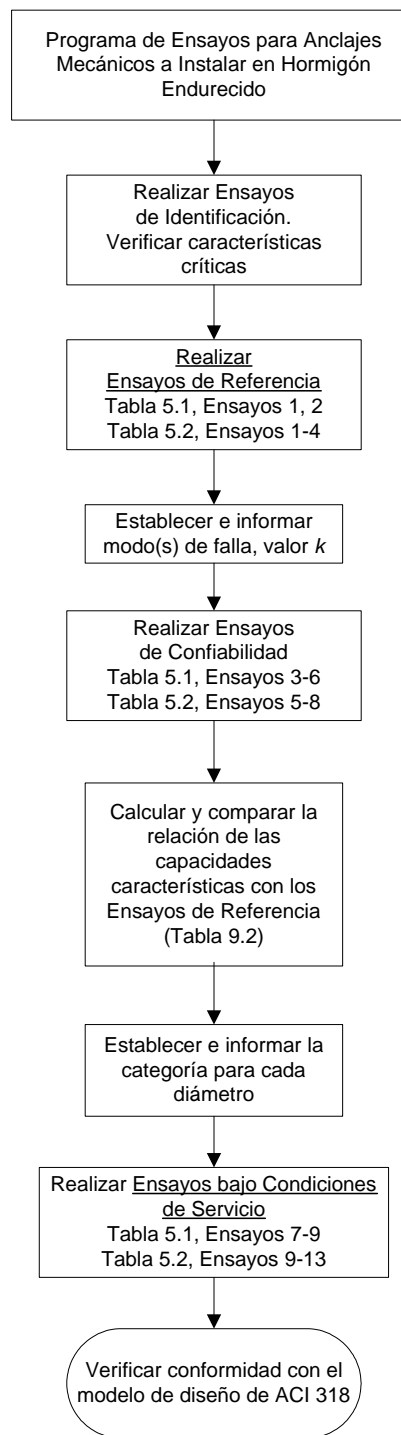 Programa de Ensayos para Anclajes
Mecánicos a Instalar en Hormigón
Endurecido
Realizar Ensayos
de Identificación.
Verificar características
críticas
Realizar
Ensayos de Referencia
Tabla 5.1, Ensayos 1, 2
Tabla 5.2, Ensayos 1-4
Establecer e informar
modo(s) de falla, valor k
Realizar Ensayos
de Confiabilidad
Tabla 5.1, Ensayos 3-6
Tabla 5.2, Ensayos 5-8
Calcular y comparar la
relación de las
capacidades
características con los
Ensayos de Referencia
(Tabla 9.2)
Establecer e informar la
categoría para cada
diámetro
Realizar Ensayos bajo Condiciones
de Servicio
Tabla 5.1, Ensayos 7-9
Tabla 5.2, Ensayos 9-13
Verificar conformidad con el
modelo de diseño de ACI 318